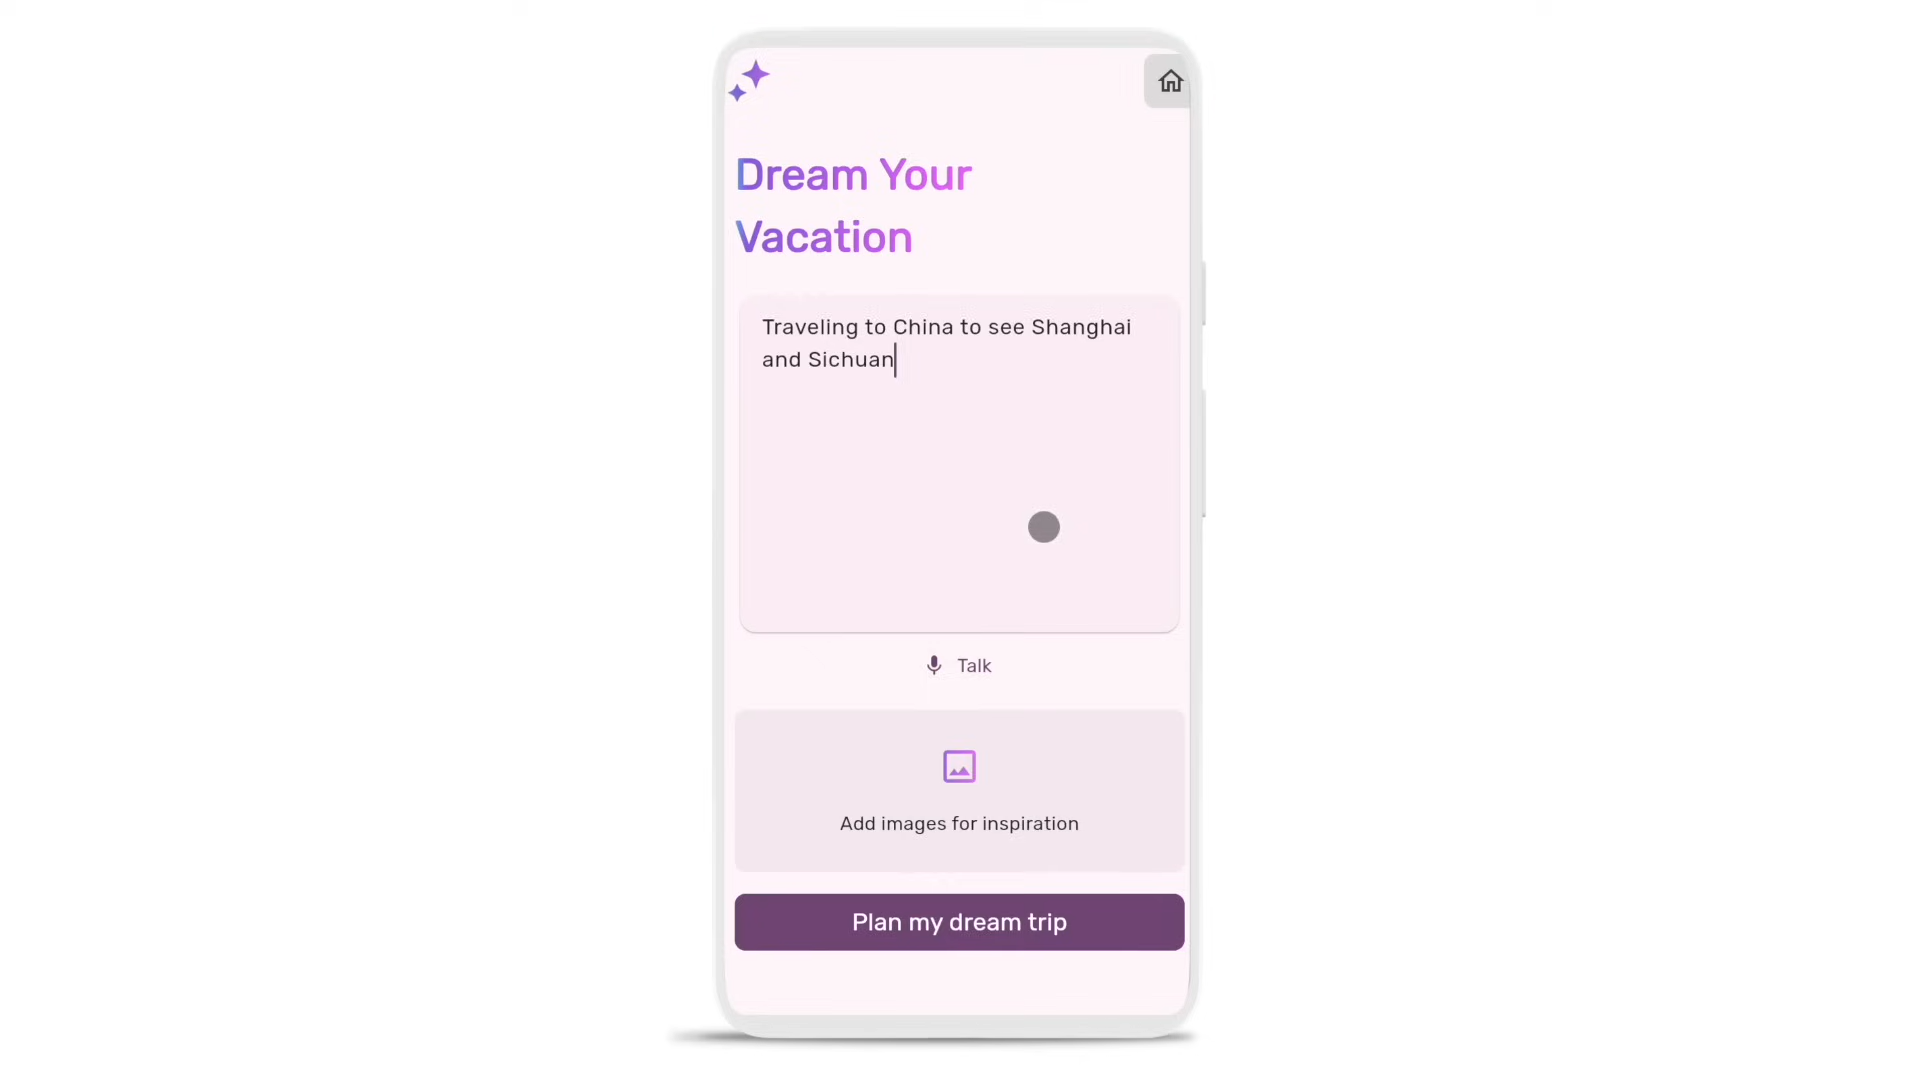 Dream Your
Vacation
Traveling to China to see Shanghai
and Sichuan
Talk
Add images for inspiration
Plan my dream trip